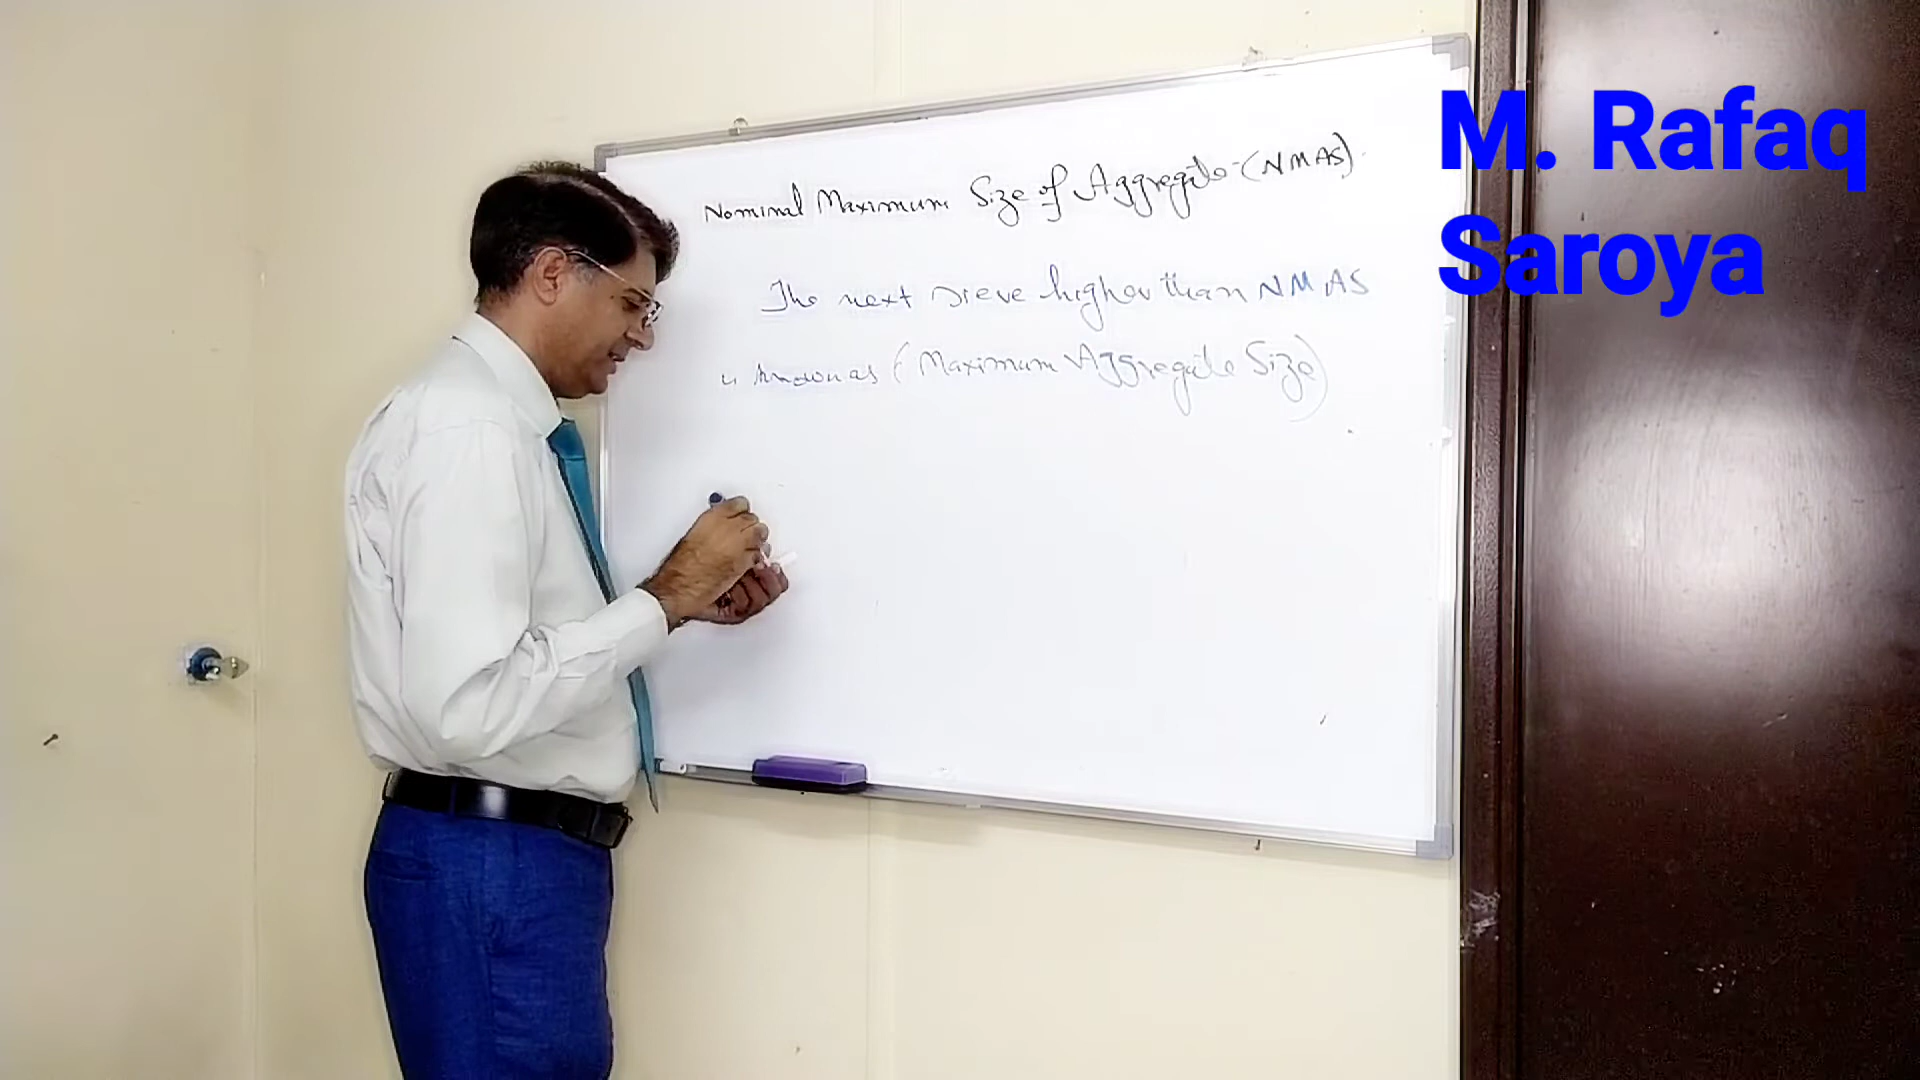 Nominal Maximum Size of Aggregate (NMAS).
The next sieve higher than NMAS
is known as (Maximum Aggregate Size)
M. Rafaq
Saroya